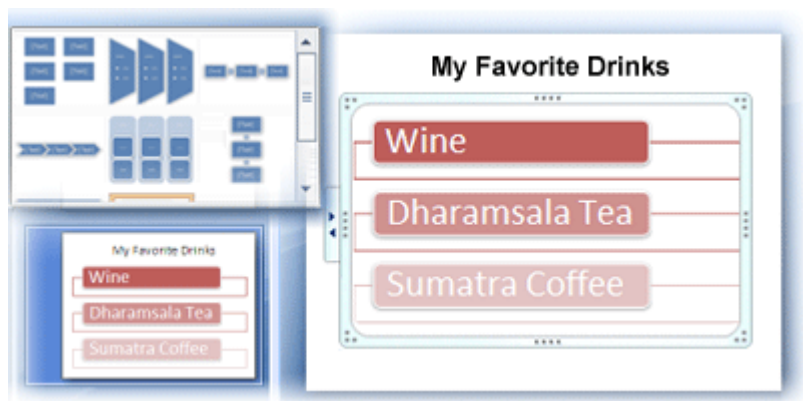 My Favorite Drinks
Wine
Dharamsala Tea
Sumatra Coffee
My Favorite Drinks
Wine
Dharamsala Tea
Sumatra Coffee